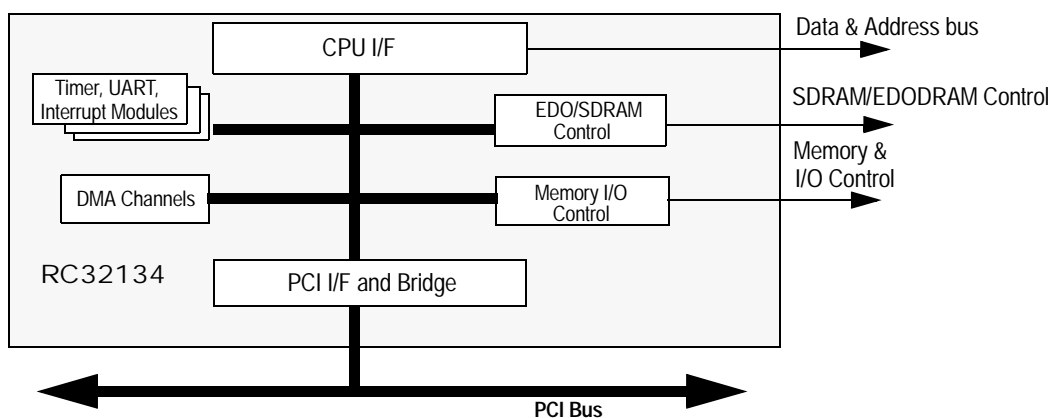 CPU I/F
Data & Address bus
Timer, UART,
Interrupt Modules
EDO/SDRAM
Control
SDRAM/EDODRAM Control
Memory &
I/O Control
DMA Channels
Memory I/O
Control
RC32134
PCI I/F and Bridge
PCI Bus